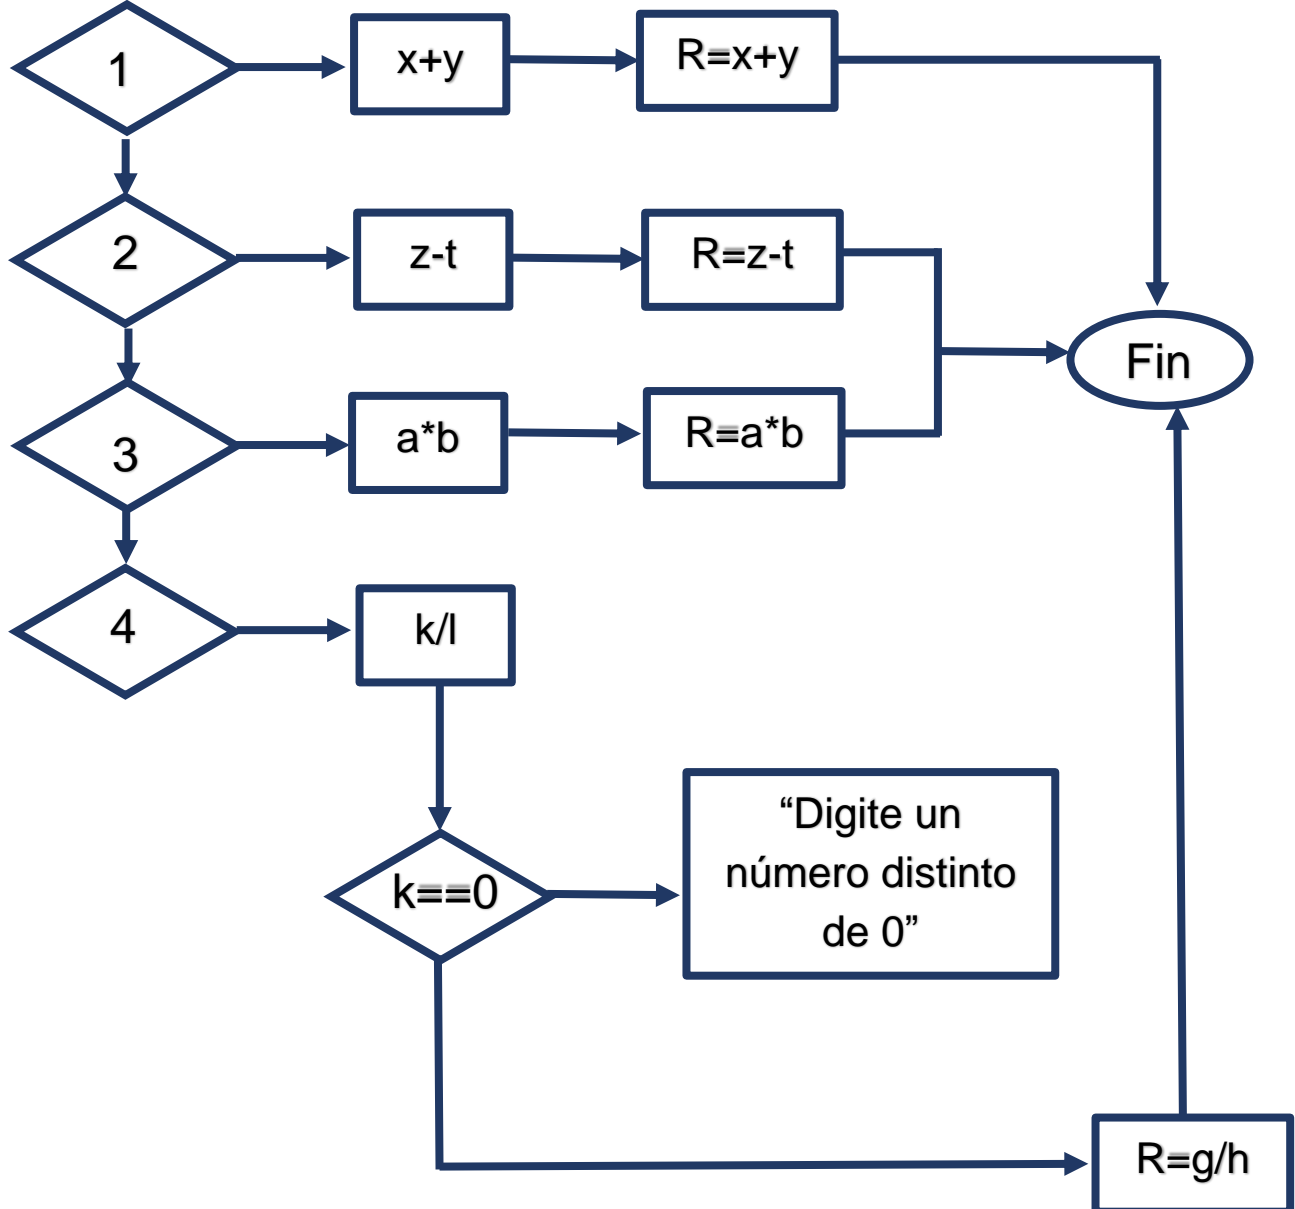 1
x+y
R=x+y
2
z-t
R=z-t
Fin
3
a*b
R=a*b
4
k/l
“Digite un
número distinto
de 0”
k==0
R=g/h